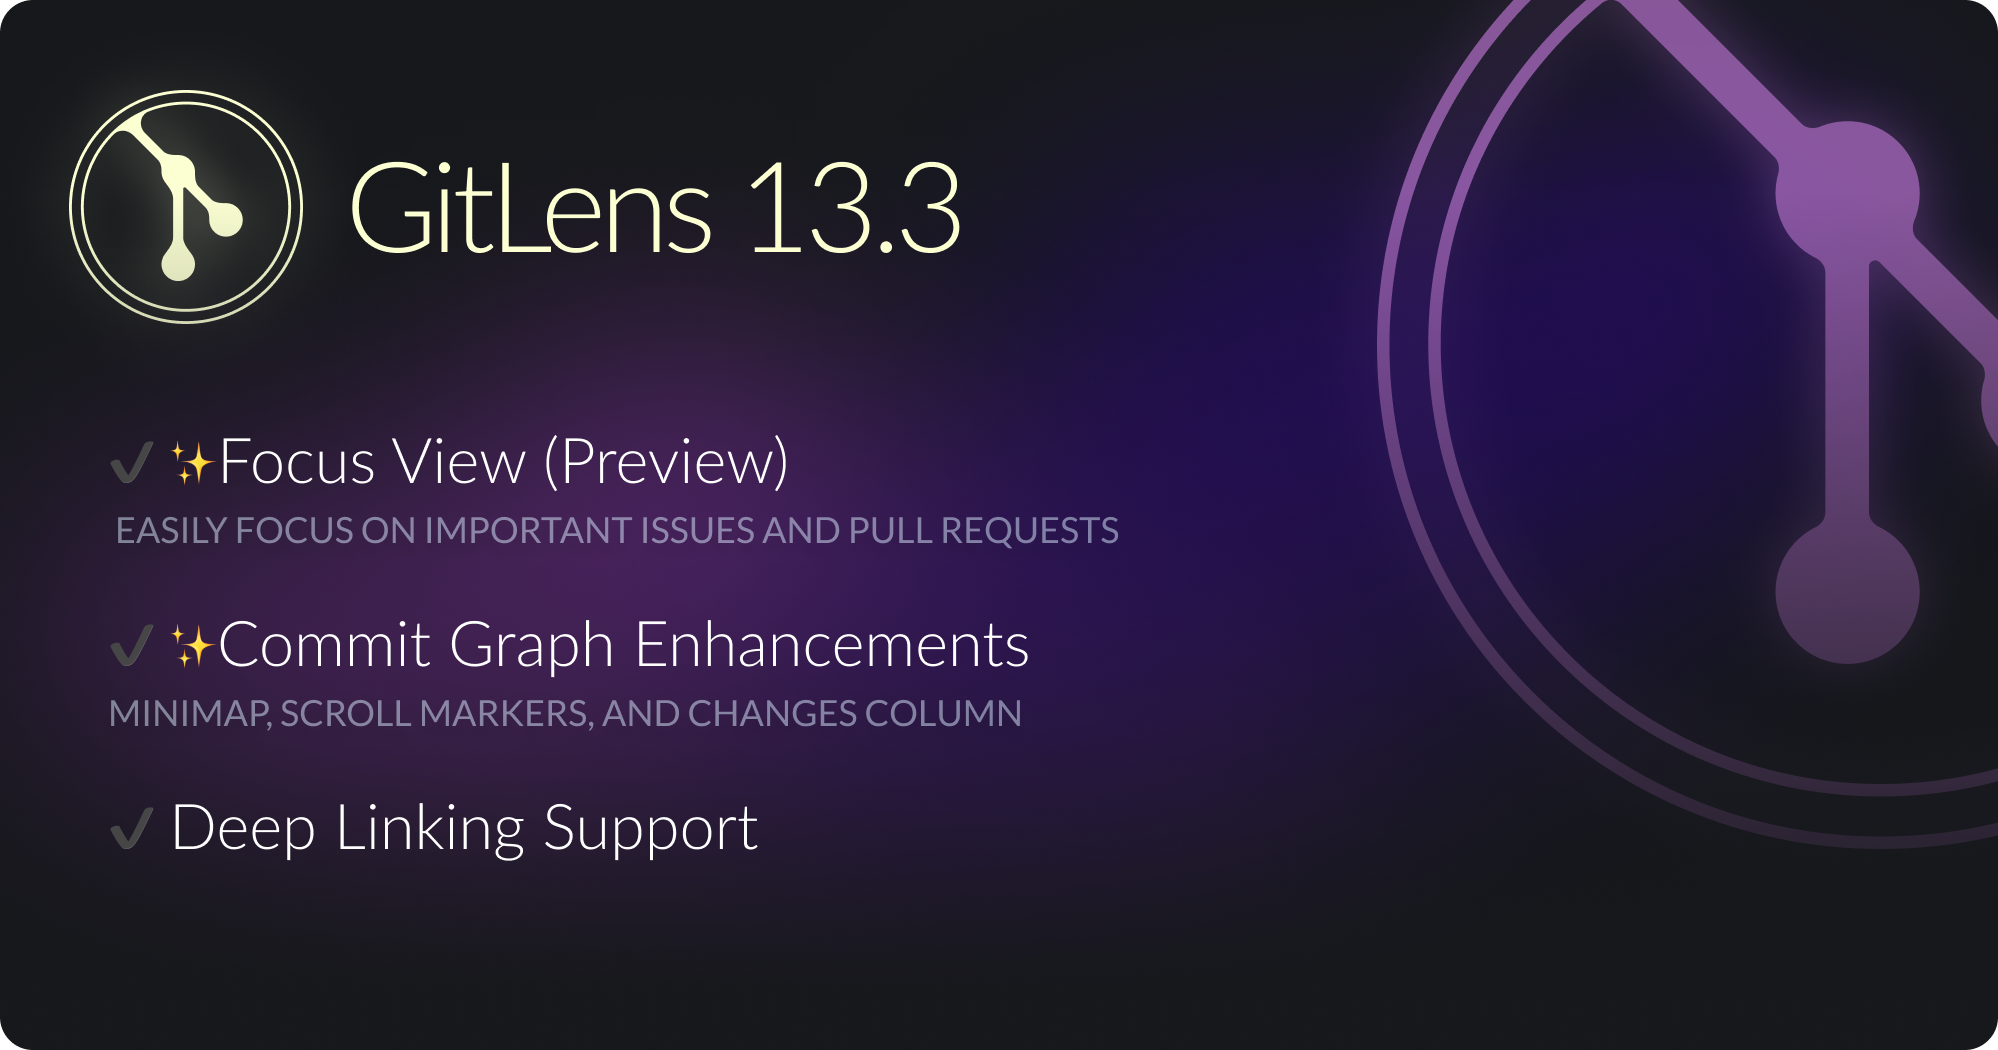 GitLens 13.3
✔ ✨Focus View (Preview)
EASILY FOCUS ON IMPORTANT ISSUES AND PULL REQUESTS
✔ ✨Commit Graph Enhancements
MINIMAP, SCROLL MARKERS, AND CHANGES COLUMN
✔ Deep Linking Support